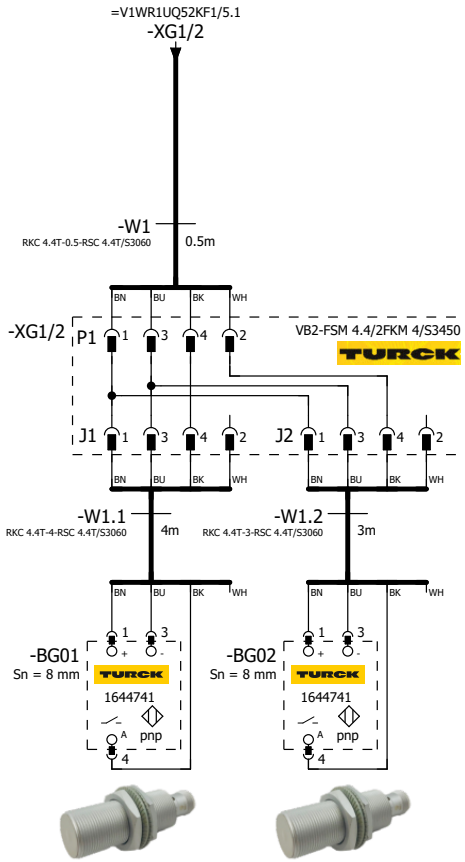 =V1WR1UQ52KF1/5.1
-XG1/2
-W1
RKC 4.4T-0.5-RSC 4.4T/S3060 0.5m
BN BU BK WH
-XG1/2 P1 1 3 4 2 VB2-FSM 4.4/2FKM 4/S3450
TURCK
J1 1 3 4 2 J2 1 3 4 2
BN BU BK WH BN BU BK WH
-W1.1 -W1.2
RKC 4.4T-4-RSC 4.4T/S3060 4m RKC 4.4T-3-RSC 4.4T/S3060 3m
BN BU BK WH BN BU BK WH
1 3 1 3
-BG01 + - -BG02 + -
Sn = 8 mm TURCK Sn = 8 mm TURCK
1644741 1644741
A pnp A pnp
4 4